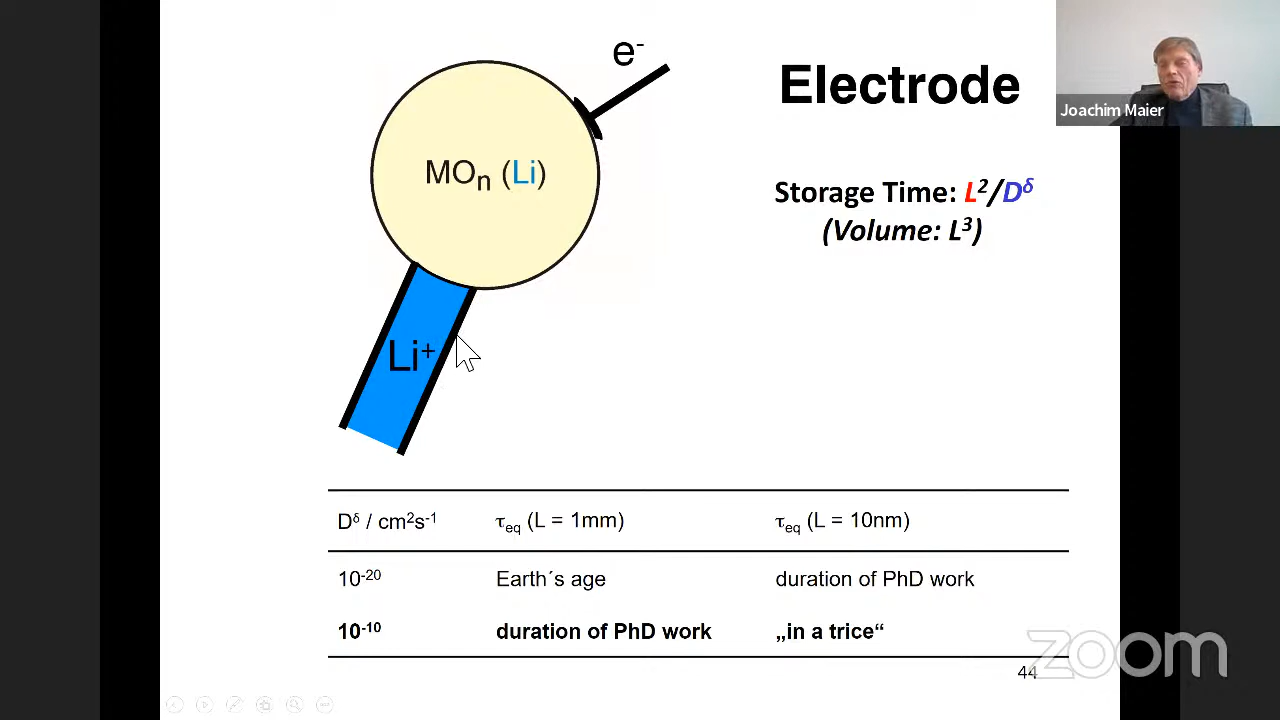 e⁻
Electrode
Joachim Maier
MOₙ (Li)
Storage Time: L²/Dᵟ
(Volume: L³)
Li⁺
Dᵟ / cm²s⁻¹ τeq (L = 1mm) τeq (L = 10nm)
10⁻²⁰ Earth´s age duration of PhD work
10⁻¹⁰ duration of PhD work „in a trice“
zoom
44